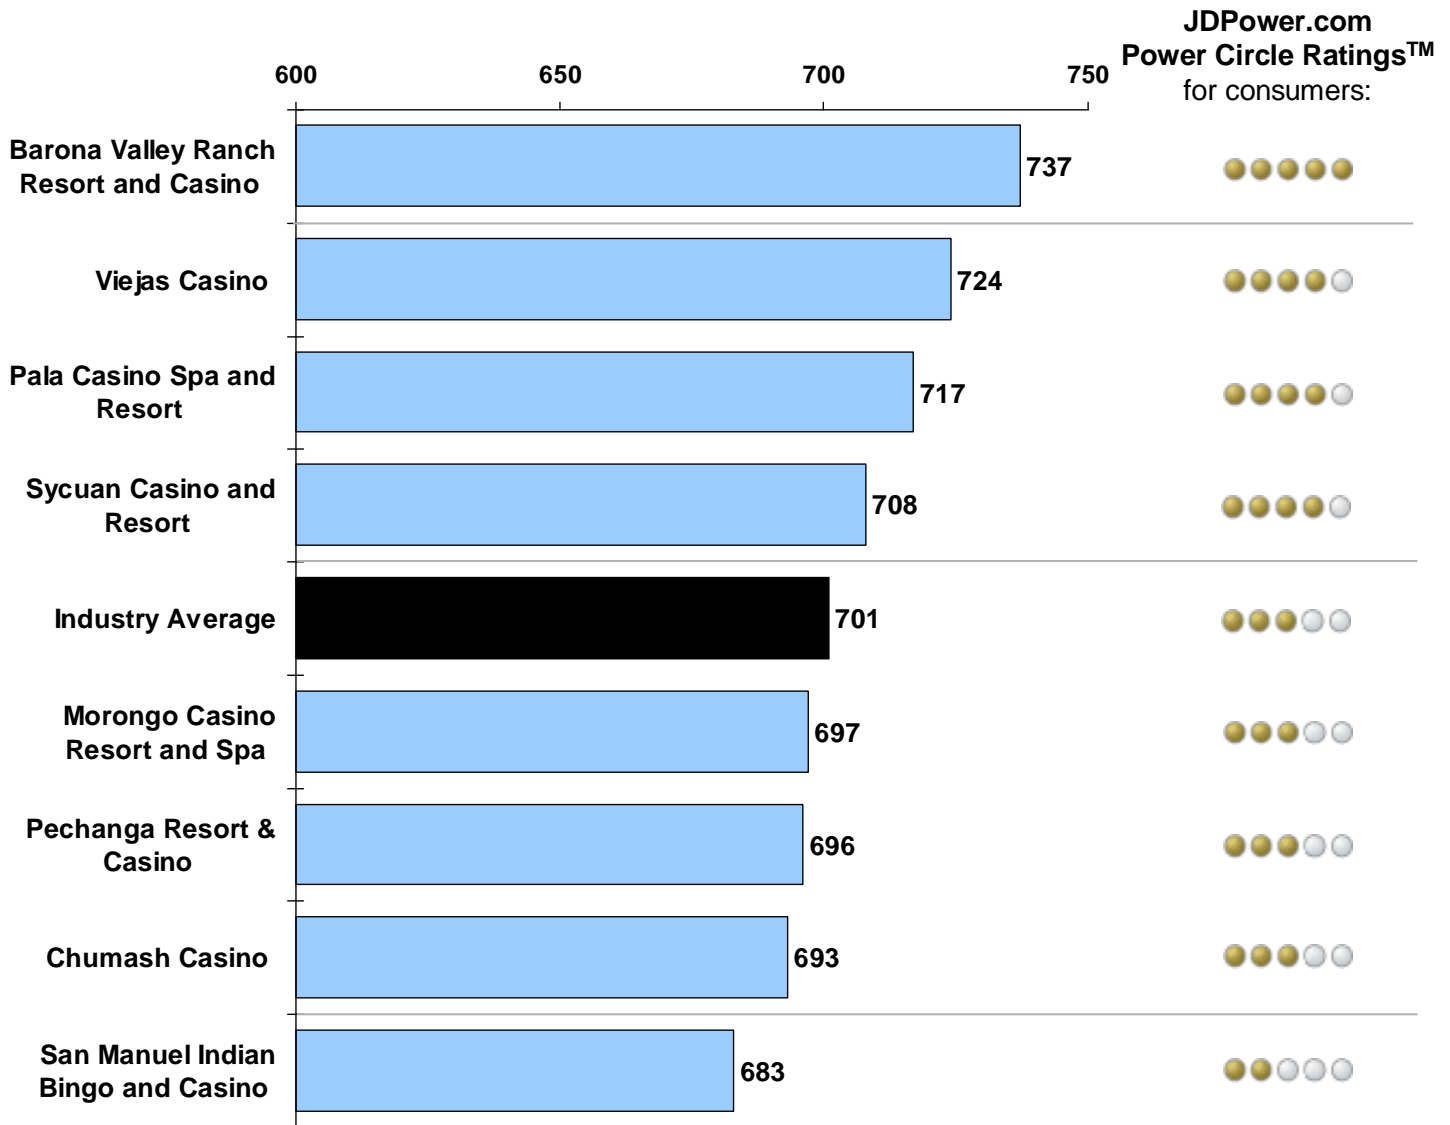 JDPower.com
Power Circle Ratings™
for consumers:
600 650 700 750
Barona Valley Ranch
Resort and Casino
737
Viejas Casino
724
Pala Casino Spa and
Resort
717
Sycuan Casino and
Resort
708
Industry Average
701
Morongo Casino
Resort and Spa
697
Pechanga Resort &
Casino
696
Chumash Casino
693
San Manuel Indian
Bingo and Casino
683